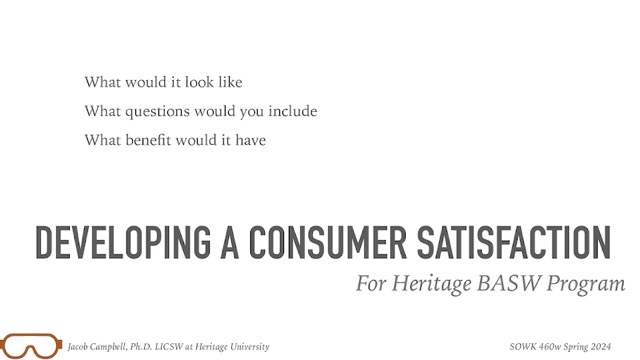 What would it look like
What questions would you include
What benefit would it have
DEVELOPING A CONSUMER SATISFACTION
For Heritage BASW Program
Jacob Campbell, Ph.D. LICSW at Heritage University
SOWK 460w Spring 2024